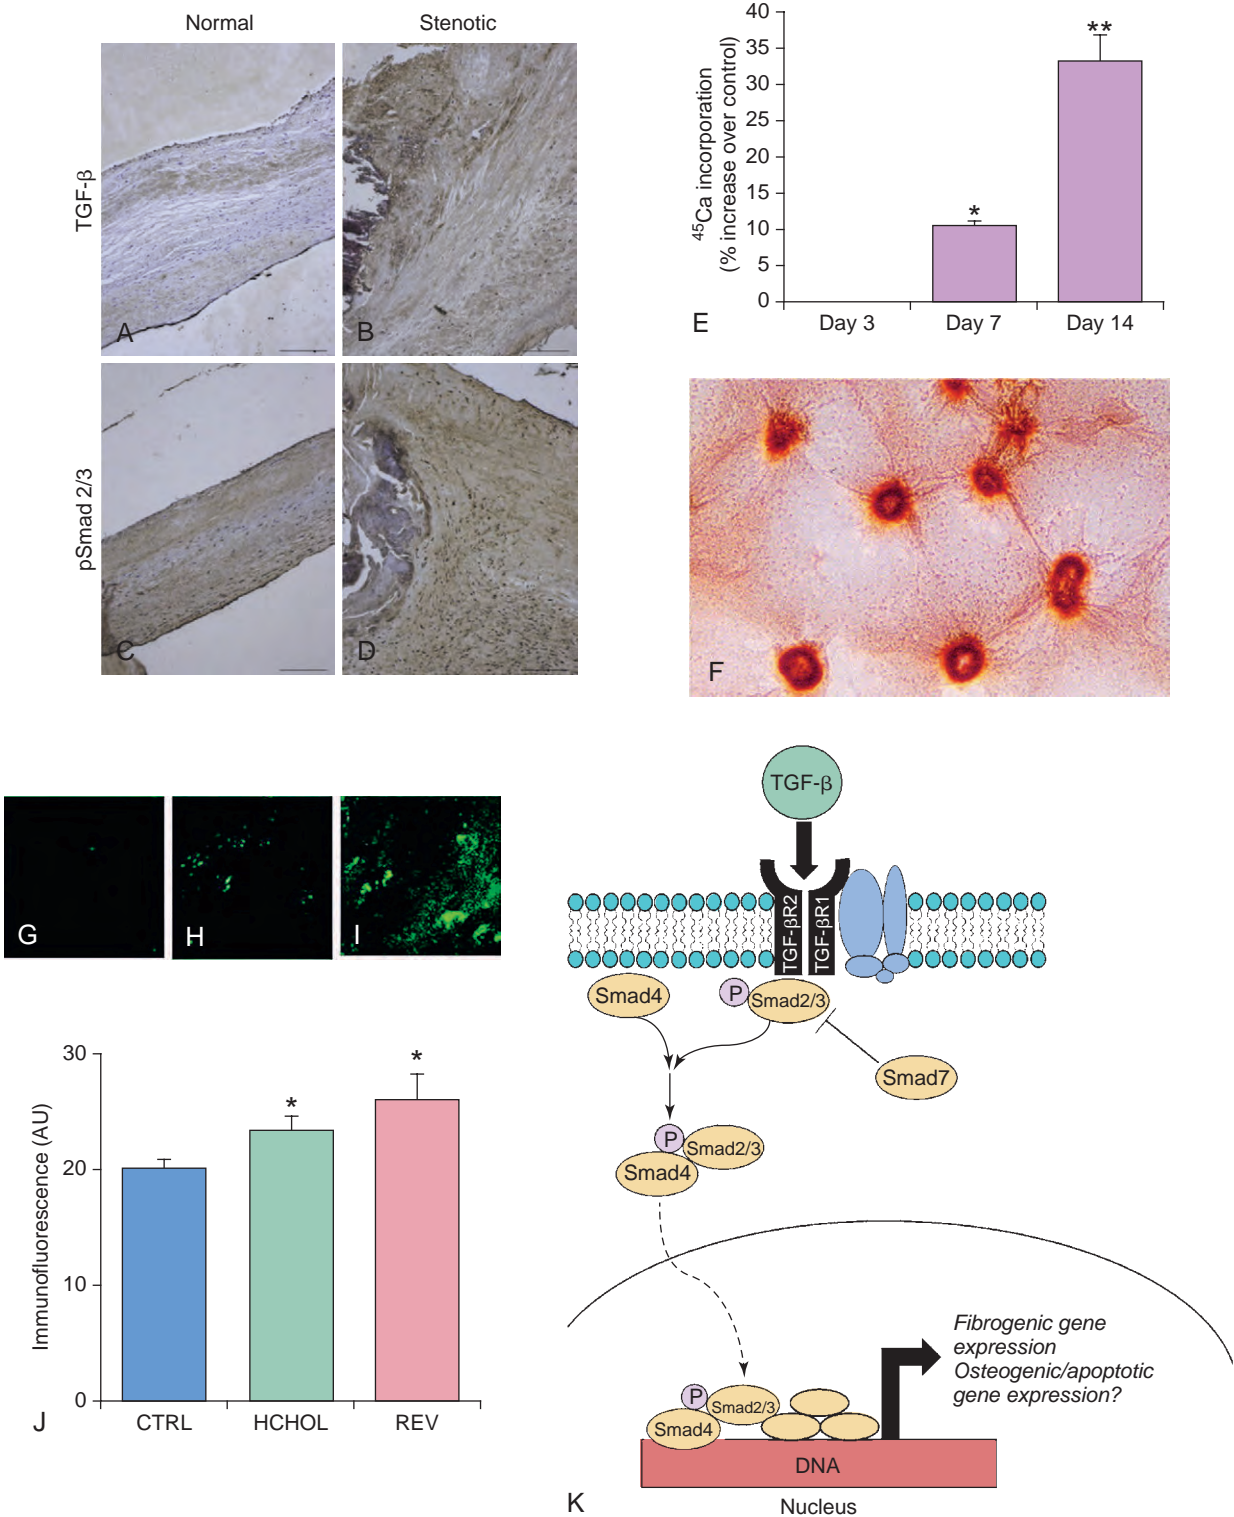 Normal
Stenotic
TGF-β
A
B
pSmad 2/3
C
D
45Ca incorporation
(% increase over control)
40
35
30
25
20
15
10
5
0
*
**
Day 3
Day 7
Day 14
E
F
G
H
I
Immunofluorescence (AU)
30
20
10
0
*
*
CTRL
HCHOL
REV
J
TGF-β
TGF-βR2
TGF-βR1
Smad4
P
Smad2/3
Smad7
P
Smad2/3
Smad4
Fibrogenic gene
expression
Osteogenic/apoptotic
gene expression?
P
Smad2/3
Smad4
DNA
Nucleus
K